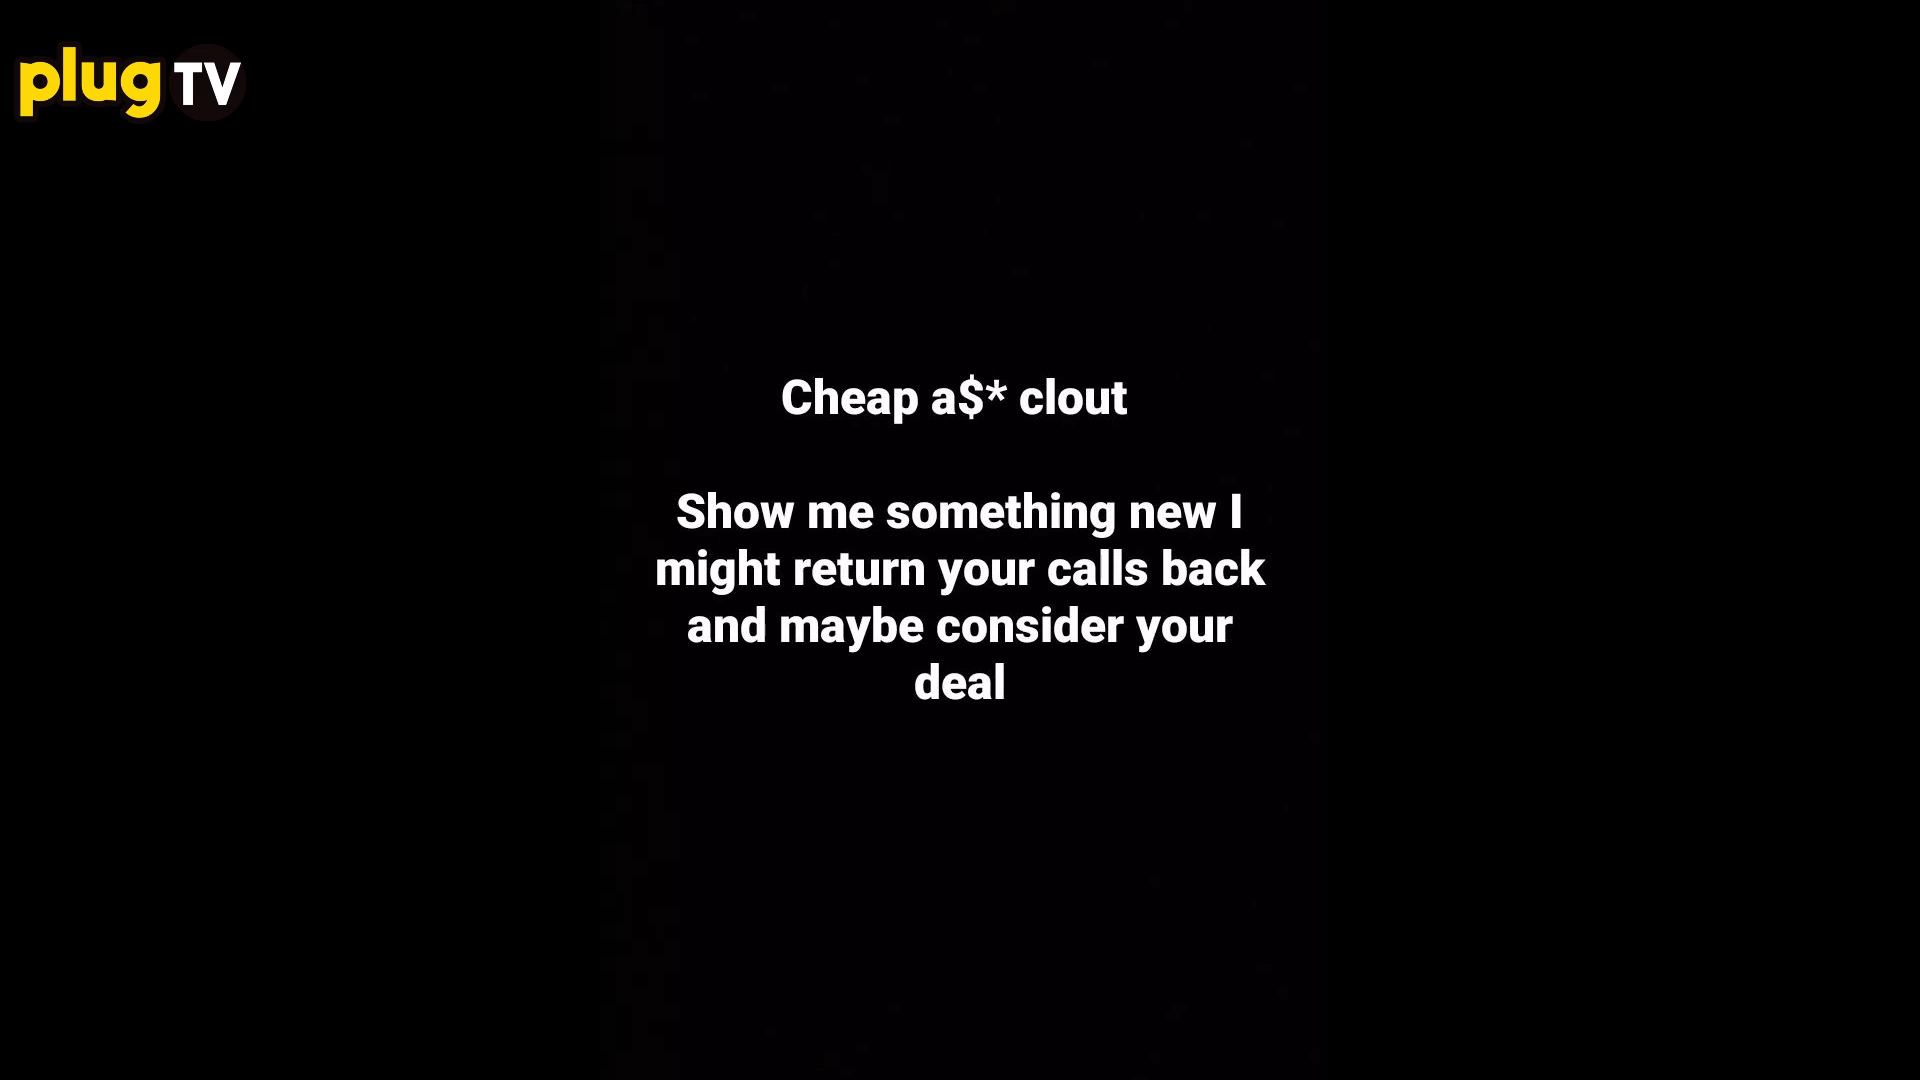 plug TV
Cheap a$* clout
Show me something new I
might return your calls back
and maybe consider your
deal